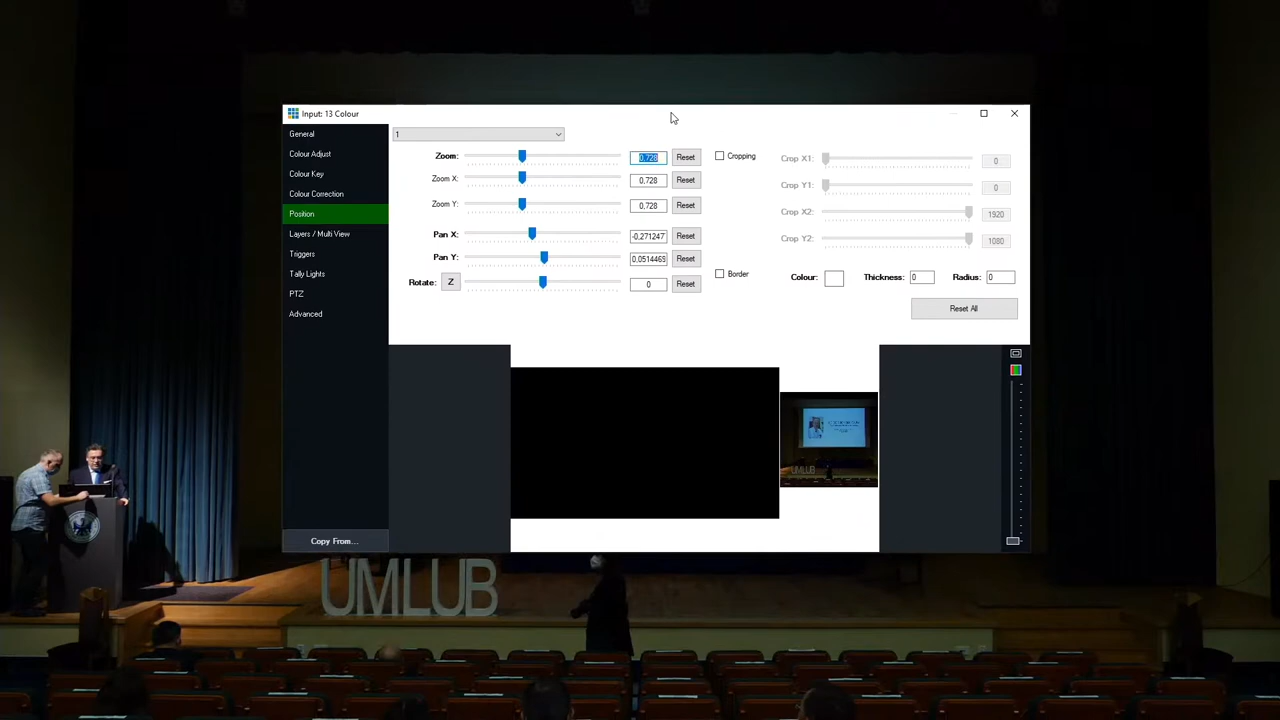 Input: 13 Colour
General
Colour Adjust
Colour Key
Colour Correction
Position
Layers / Multi View
Triggers
Tally Lights
PTZ
Advanced
Copy From...
1
Zoom: 0,728 Reset
Zoom X: 0,728 Reset
Zoom Y: 0,728 Reset
Pan X: -0,271247 Reset
Pan Y: 0,0514469 Reset
Rotate: Z 0 Reset
Cropping
Border
Crop X1: 0
Crop Y1: 0
Crop X2: 1920
Crop Y2: 1080
Colour: Thickness: 0 Radius: 0
Reset All
UMLUB
UMLUB